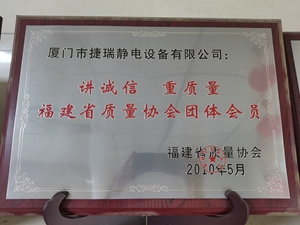 厦门市捷瑞静电设备有限公司：
讲诚信 重质量
福建省质量协会团体会员
福建省质量协会
2010年5月